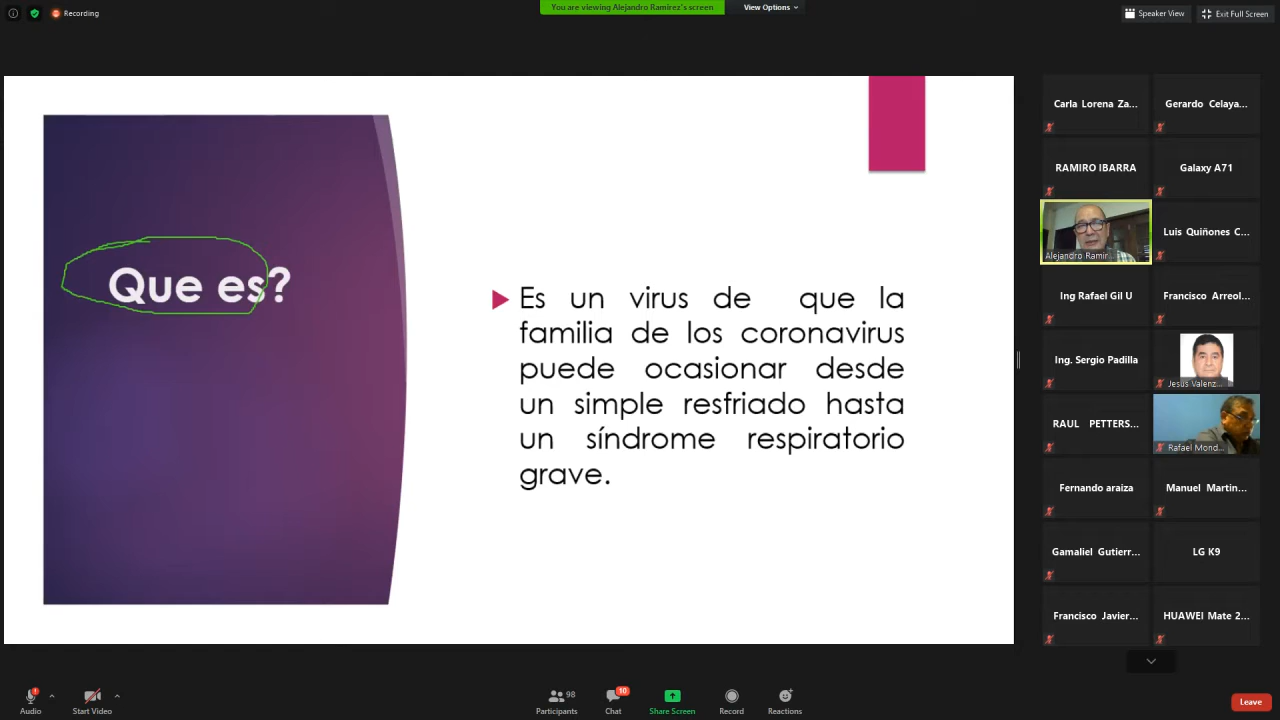 Recording
You are viewing Alejandro Ramirez's screen
View Options
Speaker View
Exit Full Screen
Que es?
Es un virus de que la
familia de los coronavirus
puede ocasionar desde
un simple resfriado hasta
un síndrome respiratorio
grave.
Carla Lorena Za...
Gerardo Celaya...
RAMIRO IBARRA
Galaxy A71
Alejandro Ramir...
Luis Quiñones C...
Ing Rafael Gil U
Francisco Arreol...
Ing. Sergio Padilla
Jesus Valenz...
RAUL PETTERS...
Rafael Mond...
Fernando araiza
Manuel Martin...
Gamaliel Gutierr...
LG K9
Francisco Javier...
HUAWEI Mate 2...
Audio
Start Video
98
Participants
10
Chat
Share Screen
Record
Reactions
Leave